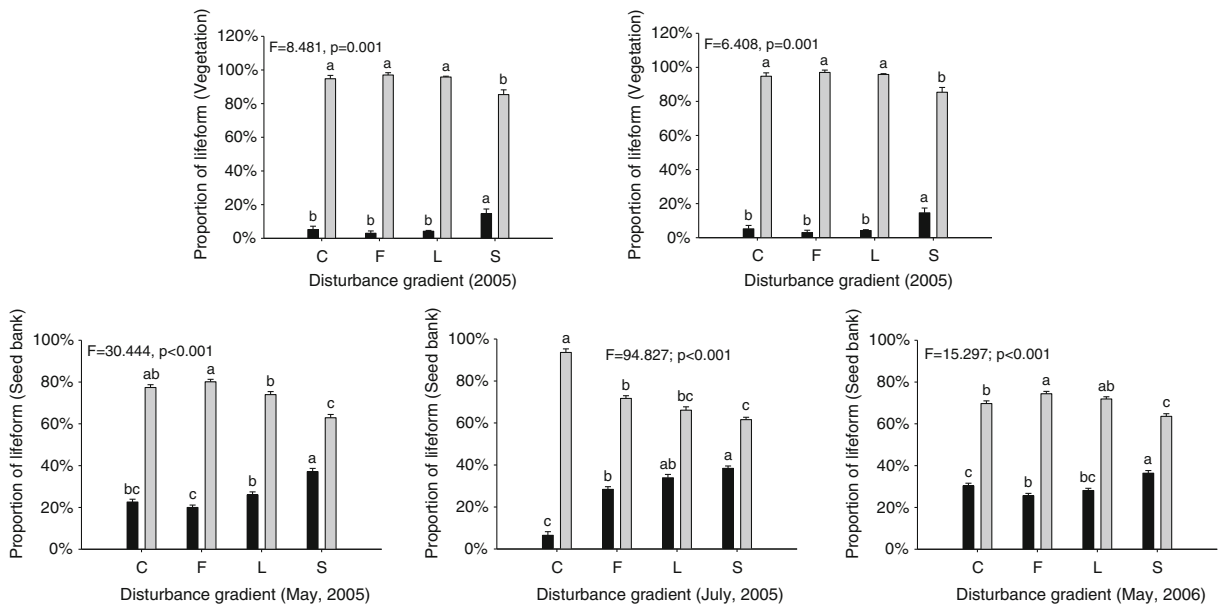 Proportion of lifeform (Vegetation)
120%
100%
80%
60%
40%
20%
0%
F=8.481, p=0.001
a a a b
b b b a
C F L S
Disturbance gradient (2005)
Proportion of lifeform (Vegetation)
120%
100%
80%
60%
40%
20%
0%
F=6.408, p=0.001
a a a b
b b b a
C F L S
Disturbance gradient (2005)
Proportion of lifeform (Seed bank)
100%
80%
60%
40%
20%
0%
F=30.444, p<0.001
ab a b c
bc c b a
C F L S
Disturbance gradient (May, 2005)
Proportion of lifeform (Seed bank)
100%
80%
60%
40%
20%
0%
F=94.827; p<0.001
a b bc c
c b ab a
C F L S
Disturbance gradient (July, 2005)
Proportion of lifeform (Seed bank)
100%
80%
60%
40%
20%
0%
F=15.297; p<0.001
b a ab c
c b bc a
C F L S
Disturbance gradient (May, 2006)